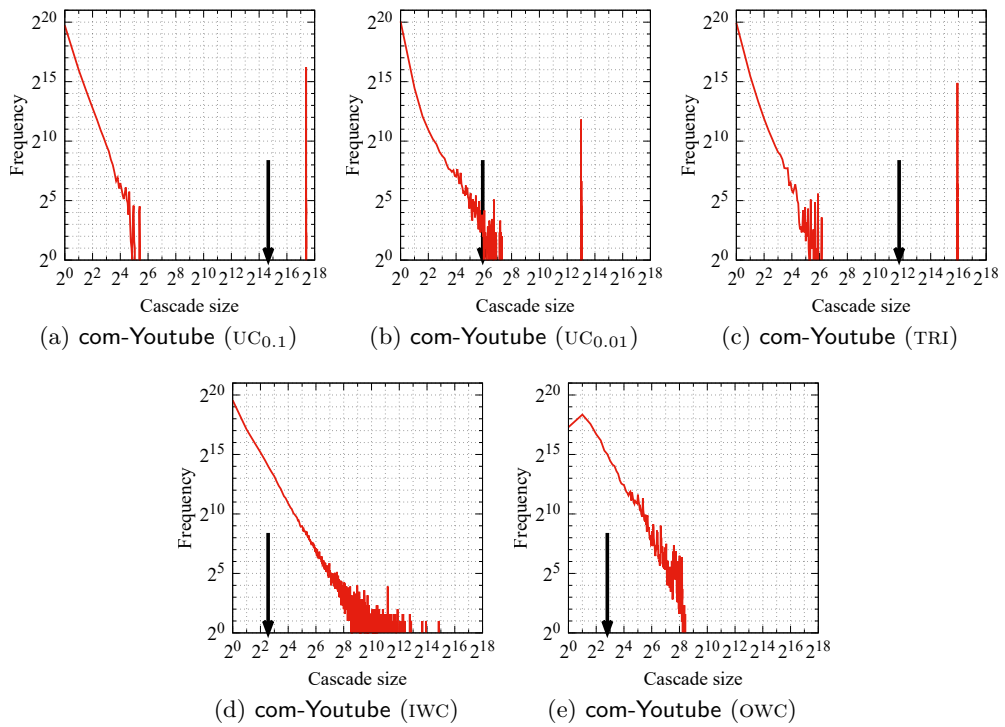 2^20 2^20 2^20
2^15 2^15 2^15
2^10 2^10 2^10
2^5 2^5 2^5
2^0 2^0 2^0
Frequency Frequency Frequency
2^0 2^2 2^4 2^6 2^8 2^10 2^12 2^14 2^16 2^18 2^0 2^2 2^4 2^6 2^8 2^10 2^12 2^14 2^16 2^18 2^0 2^2 2^4 2^6 2^8 2^10 2^12 2^14 2^16 2^18
Cascade size Cascade size Cascade size
(a) com-Youtube (UC0.1) (b) com-Youtube (UC0.01) (c) com-Youtube (TRI)
2^20 2^20
2^15 2^15
2^10 2^10
2^5 2^5
2^0 2^0
Frequency Frequency
2^0 2^2 2^4 2^6 2^8 2^10 2^12 2^14 2^16 2^18 2^0 2^2 2^4 2^6 2^8 2^10 2^12 2^14 2^16 2^18
Cascade size Cascade size
(d) com-Youtube (IWC) (e) com-Youtube (OWC)